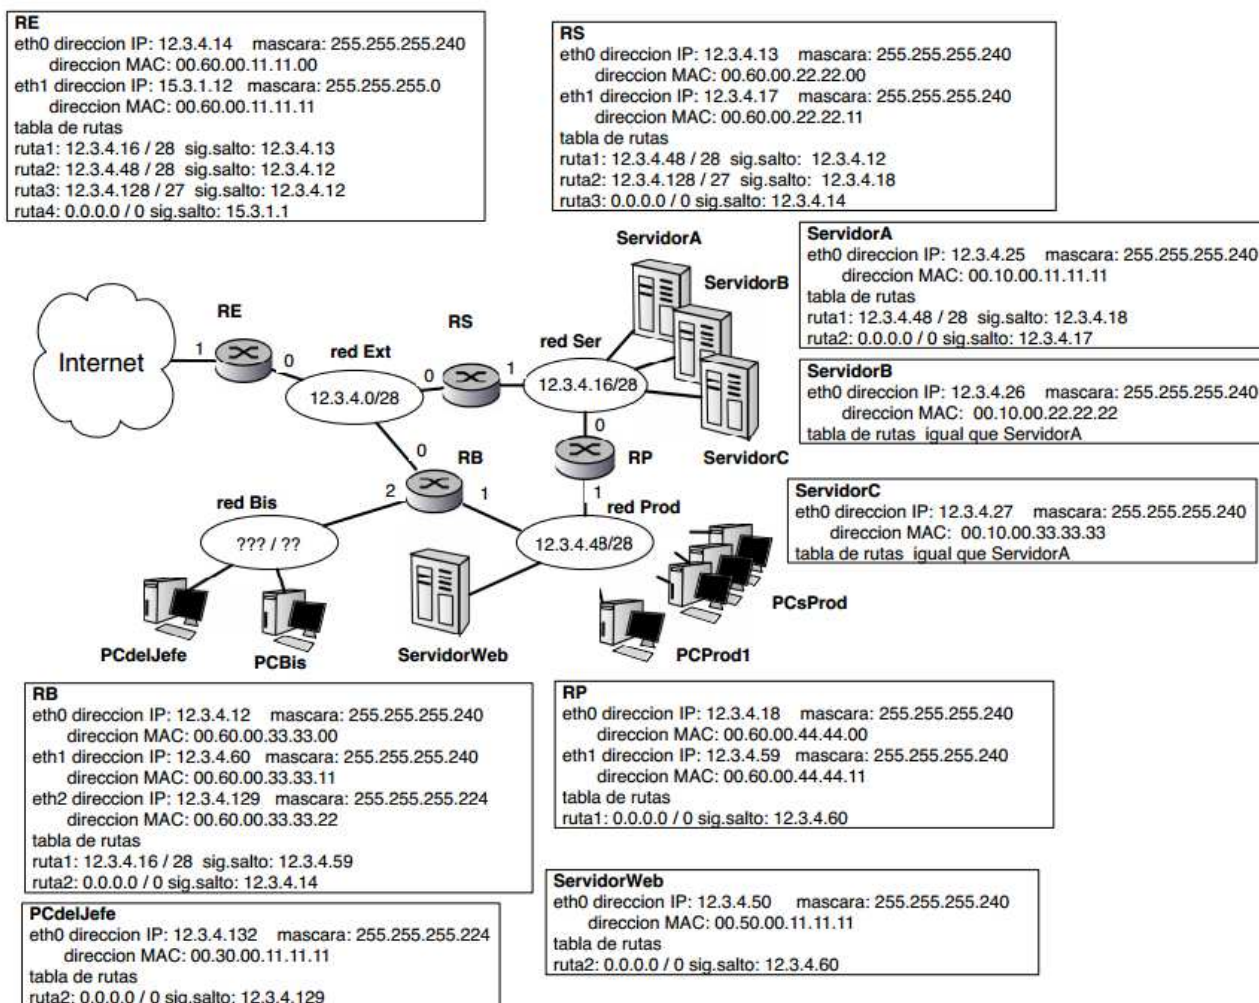 RE
eth0 direccion IP: 12.3.4.14 mascara: 255.255.255.240
direccion MAC: 00.60.00.11.11.00
eth1 direccion IP: 15.3.1.12 mascara: 255.255.255.0
direccion MAC: 00.60.00.11.11.11
tabla de rutas
ruta1: 12.3.4.16 / 28 sig.salto: 12.3.4.13
ruta2: 12.3.4.48 / 28 sig.salto: 12.3.4.12
ruta3: 12.3.4.128 / 27 sig.salto: 12.3.4.12
ruta4: 0.0.0.0 / 0 sig.salto: 15.3.1.1
RS
eth0 direccion IP: 12.3.4.13 mascara: 255.255.255.240
direccion MAC: 00.60.00.22.22.00
eth1 direccion IP: 12.3.4.17 mascara: 255.255.255.240
direccion MAC: 00.60.00.22.22.11
tabla de rutas
ruta1: 12.3.4.48 / 28 sig.salto: 12.3.4.12
ruta2: 12.3.4.128 / 27 sig.salto: 12.3.4.18
ruta3: 0.0.0.0 / 0 sig.salto: 12.3.4.14
ServidorA
eth0 direccion IP: 12.3.4.25 mascara: 255.255.255.240
direccion MAC: 00.10.00.11.11.11
tabla de rutas
ruta1: 12.3.4.48 / 28 sig.salto: 12.3.4.18
ruta2: 0.0.0.0 / 0 sig.salto: 12.3.4.17
ServidorB
eth0 direccion IP: 12.3.4.26 mascara: 255.255.255.240
direccion MAC: 00.10.00.22.22.22
tabla de rutas igual que ServidorA
ServidorC
eth0 direccion IP: 12.3.4.27 mascara: 255.255.255.240
direccion MAC: 00.10.00.33.33.33
tabla de rutas igual que ServidorA
ServidorA
ServidorB
ServidorC
Internet
1
RE
0
red Ext
12.3.4.0/28
0
RS
1
red Ser
12.3.4.16/28
0
RP
1
0
RB
2
1
red Bis
??? / ??
red Prod
12.3.4.48/28
PCdelJefe
PCBis
ServidorWeb
PCProd1
PCsProd
RB
eth0 direccion IP: 12.3.4.12 mascara: 255.255.255.240
direccion MAC: 00.60.00.33.33.00
eth1 direccion IP: 12.3.4.60 mascara: 255.255.255.240
direccion MAC: 00.60.00.33.33.11
eth2 direccion IP: 12.3.4.129 mascara: 255.255.255.224
direccion MAC: 00.60.00.33.33.22
tabla de rutas
ruta1: 12.3.4.16 / 28 sig.salto: 12.3.4.59
ruta2: 0.0.0.0 / 0 sig.salto: 12.3.4.14
RP
eth0 direccion IP: 12.3.4.18 mascara: 255.255.255.240
direccion MAC: 00.60.00.44.44.00
eth1 direccion IP: 12.3.4.59 mascara: 255.255.255.240
direccion MAC: 00.60.00.44.44.11
tabla de rutas
ruta1: 0.0.0.0 / 0 sig.salto: 12.3.4.60
PCdelJefe
eth0 direccion IP: 12.3.4.132 mascara: 255.255.255.224
direccion MAC: 00.30.00.11.11.11
tabla de rutas
ruta2: 0.0.0.0 / 0 sig.salto: 12.3.4.129
ServidorWeb
eth0 direccion IP: 12.3.4.50 mascara: 255.255.255.240
direccion MAC: 00.50.00.11.11.11
tabla de rutas
ruta2: 0.0.0.0 / 0 sig.salto: 12.3.4.60